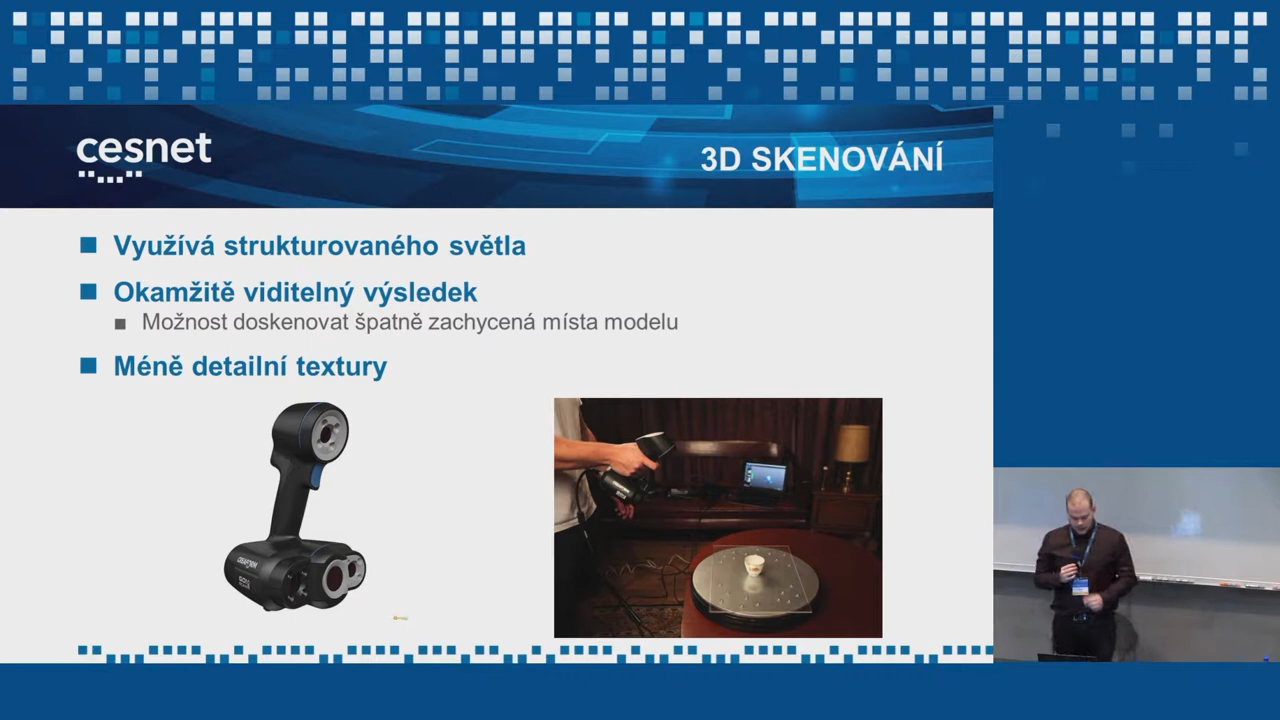 cesnet
3D SKENOVÁNÍ
Využívá strukturovaného světla
Okamžitě viditelný výsledek
Možnost doskenovat špatně zachycená místa modelu
Méně detailní textury